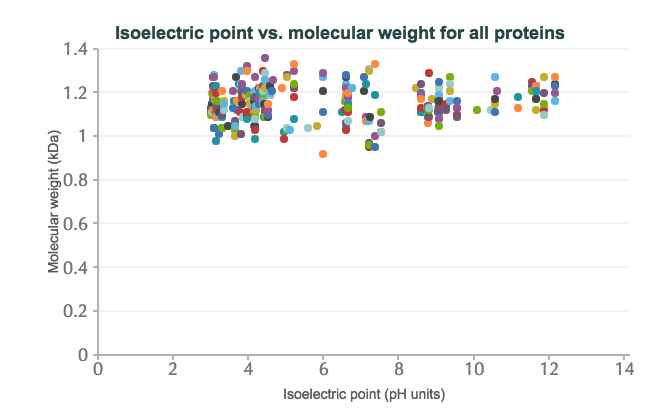 Isoelectric point vs. molecular weight for all proteins
1.4
1.2
1
0.8
0.6
0.4
0.2
0
Molecular weight (kDa)
0 2 4 6 8 10 12 14
Isoelectric point (pH units)